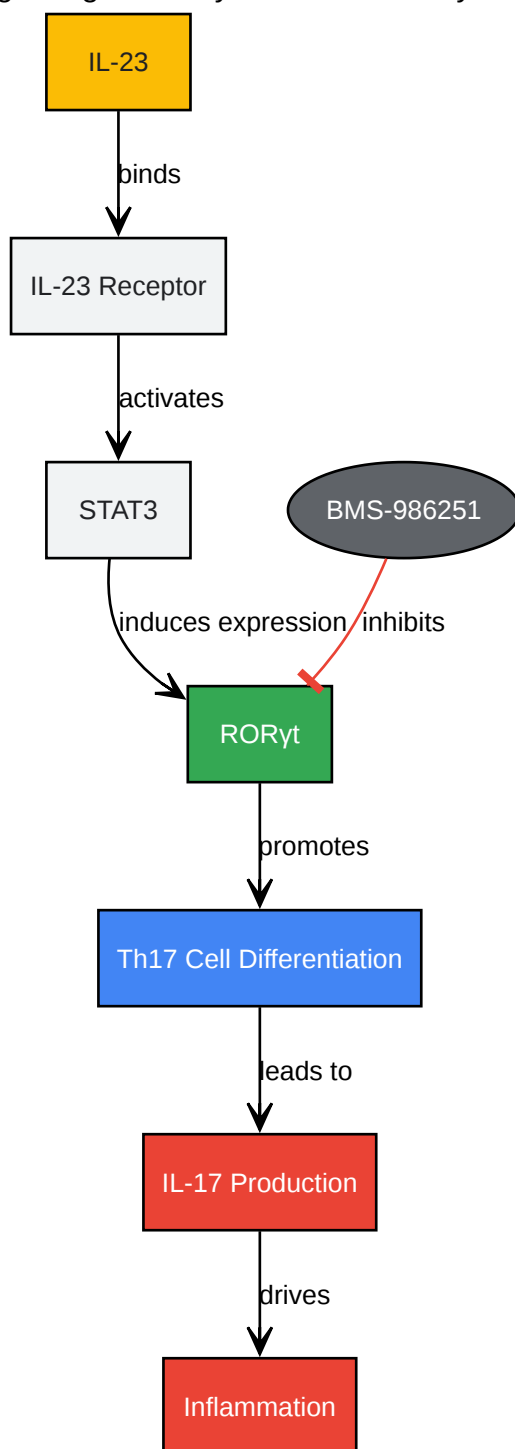 IL-23
binds
IL-23 Receptor
activates
STAT3
BMS-986251
induces expression
inhibits
RORγt
promotes
Th17 Cell Differentiation
leads to
IL-17 Production
drives
Inflammation